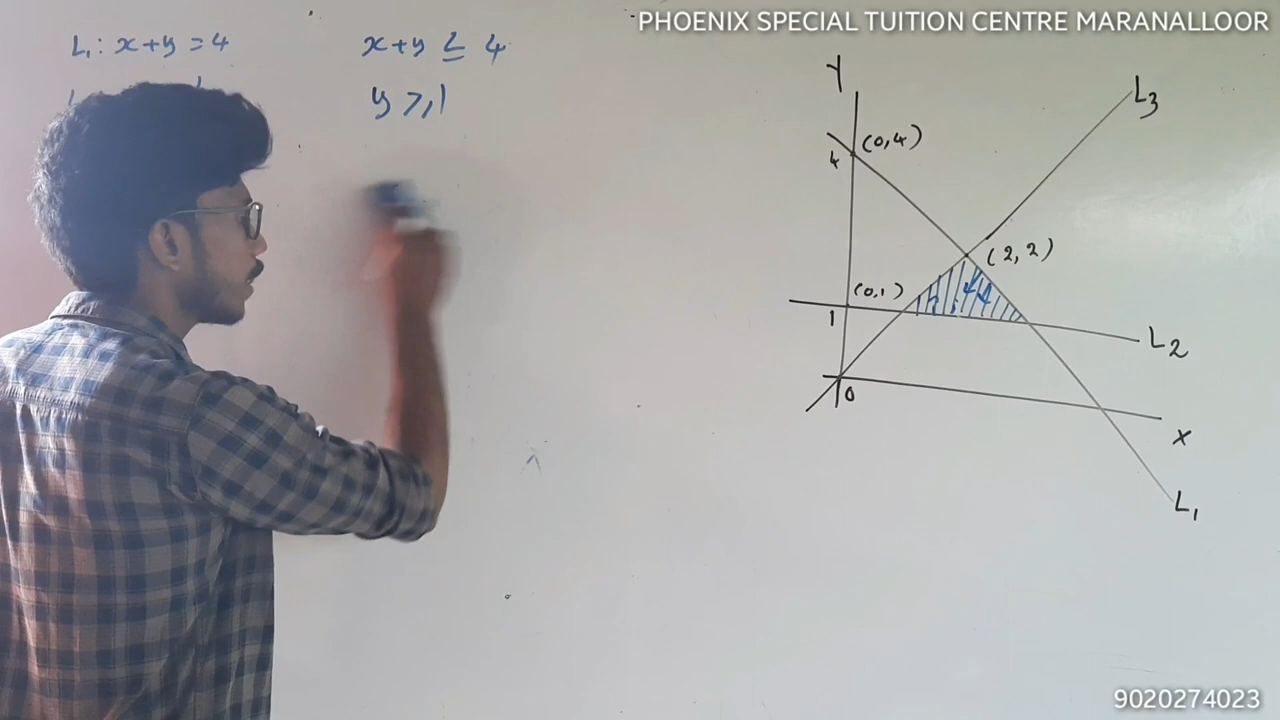 PHOENIX SPECIAL TUITION CENTRE MARANALLOOR
L₁: x+y = 4
x+y ≤ 4
y ≥ 1
Y
L3
4
(0,4)
(2,2)
(0,1)
1
L2
0
X
L1
9020274023